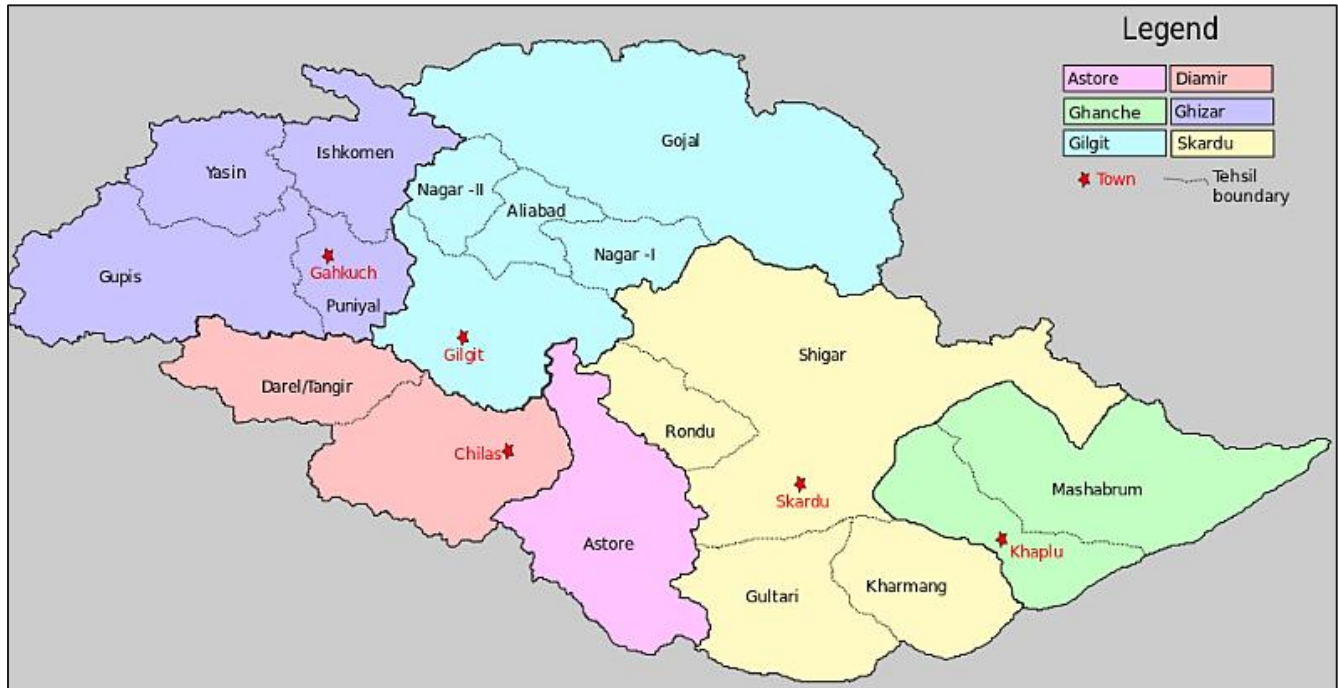 Legend
Astore
Diamir
Ghanche
Ghizar
Gilgit
Skardu
Town
Tehsil
boundary
Gojal
Ishkomen
Yasin
Nagar -II
Aliabad
Nagar -I
Gahkuch
Gupis
Puniyal
Gilgit
Shigar
Darel/Tangir
Rondu
Chilas
Mashabrum
Skardu
Astore
Khaplu
Kharmang
Gultari